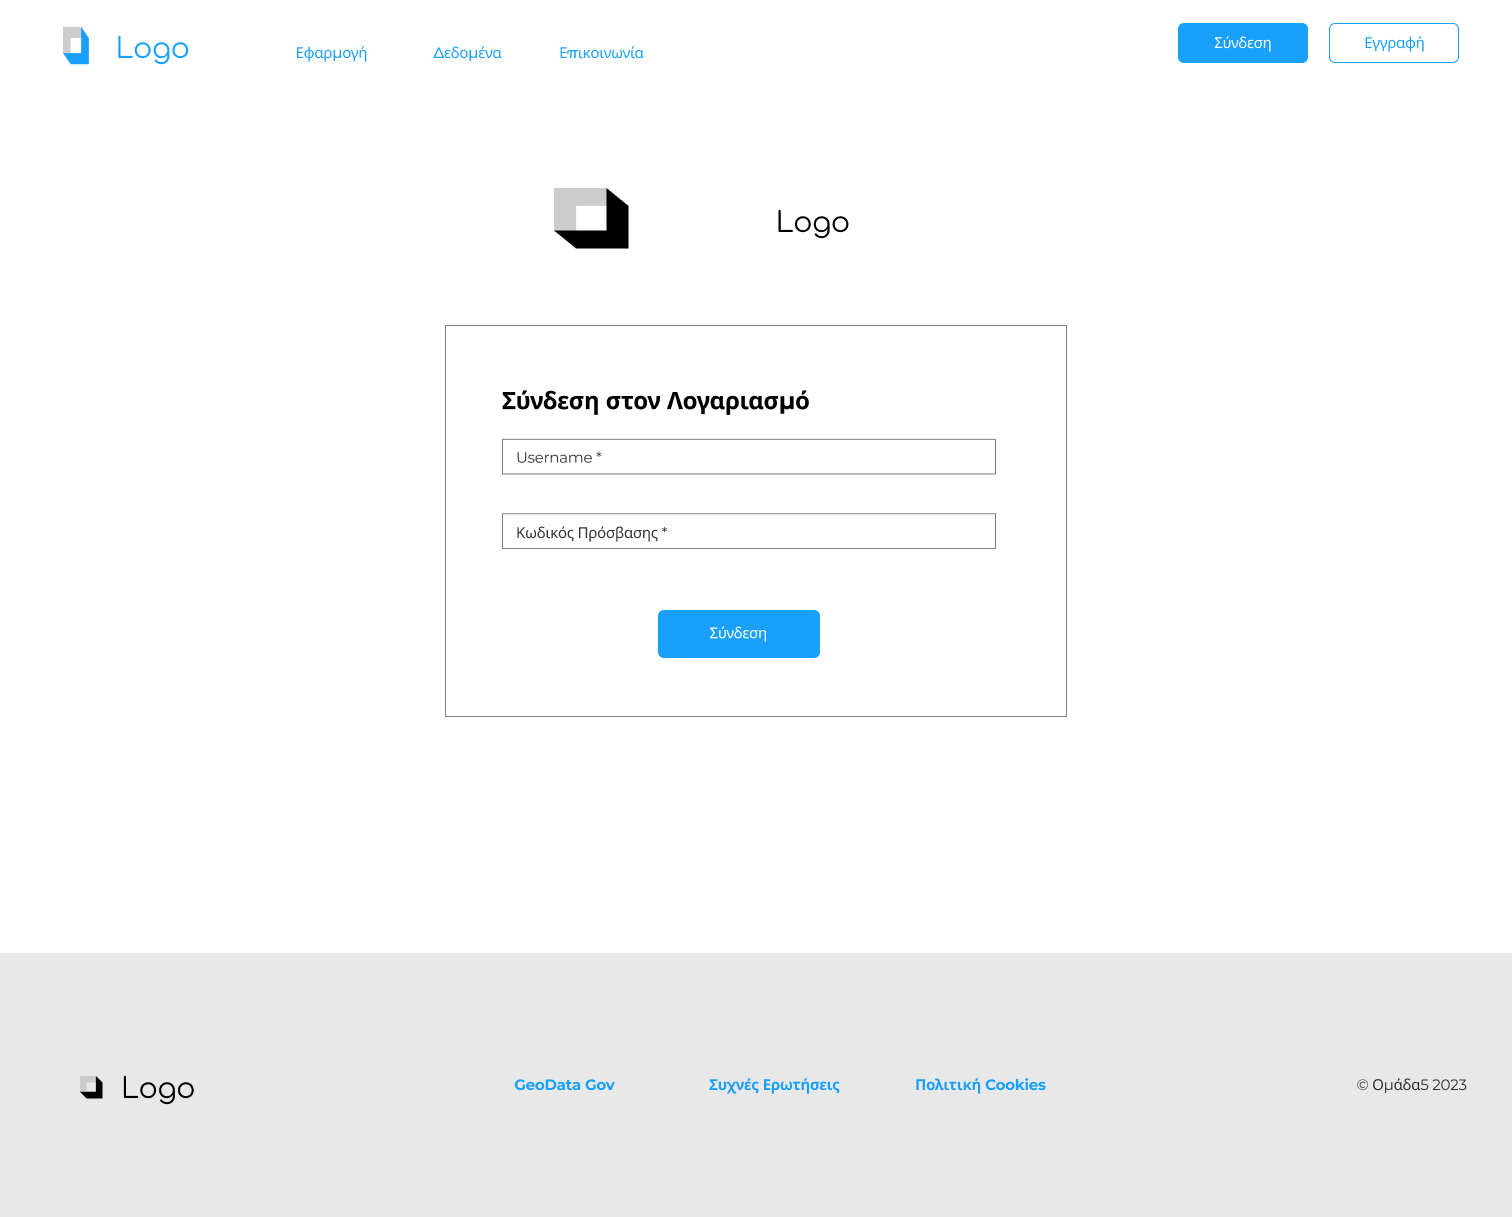 Logo
Εφαρμογή
Δεδομένα
Επικοινωνία
Σύνδεση
Εγγραφή
Logo
Σύνδεση στον Λογαριασμό
Username *
Κωδικός Πρόσβασης *
Σύνδεση
Logo
GeoData Gov
Συχνές Ερωτήσεις
Πολιτική Cookies
© Ομάδα5 2023